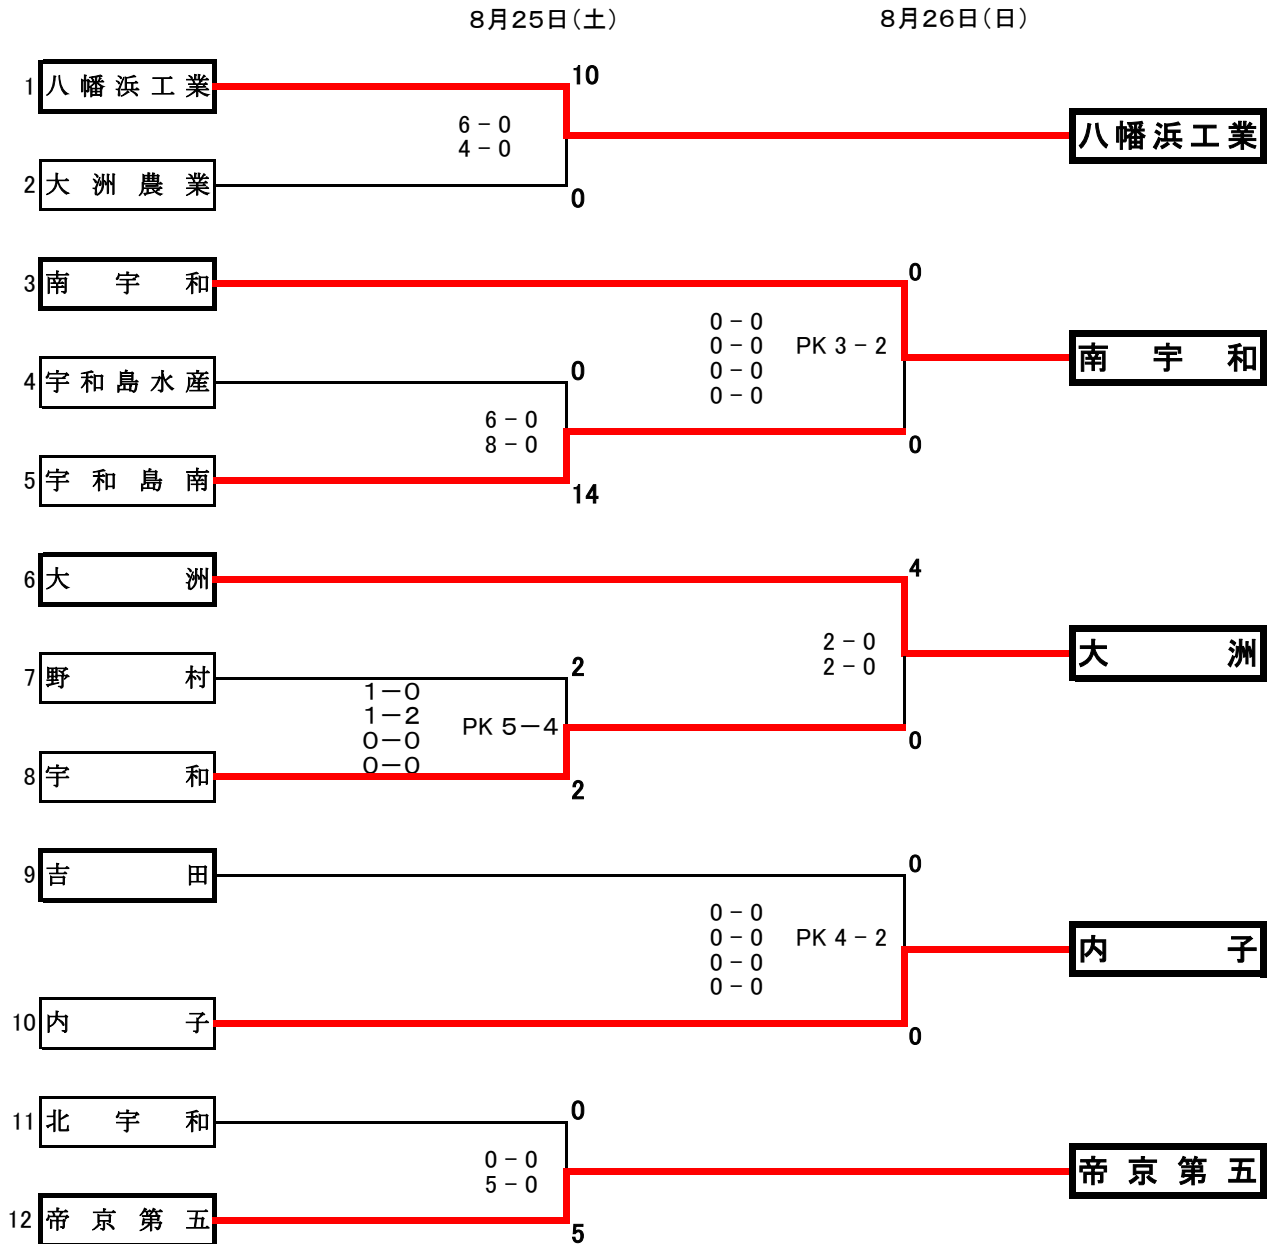 8月25日(土) 8月26日(日)
1 八幡浜工業 10
6－0
4－0
八幡浜工業
2 大洲農業 0
3 南宇和 0
0－0
0－0 PK 3－2
0－0
0－0
南宇和
4 宇和島水産 0
6－0
8－0
0
5 宇和島南 14
6 大洲 4
2－0
2－0
大洲
7 野村 2
1－0
1－2 PK 5－4
0－0
0－0
0
8 宇和 2
9 吉田 0
0－0
0－0 PK 4－2
0－0
0－0
内子
10 内子 0
11 北宇和 0
0－0
5－0
帝京第五
12 帝京第五 5